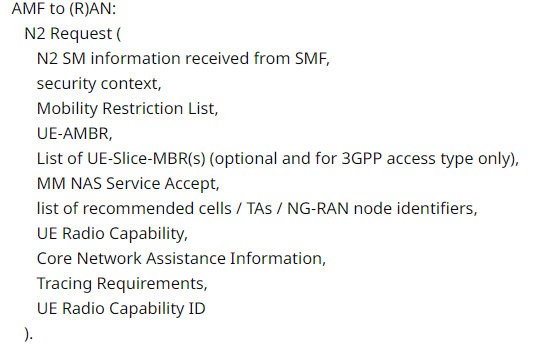 AMF to (R)AN:
N2 Request (
N2 SM information received from SMF,
security context,
Mobility Restriction List,
UE-AMBR,
List of UE-Slice-MBR(s) (optional and for 3GPP access type only),
MM NAS Service Accept,
list of recommended cells / TAs / NG-RAN node identifiers,
UE Radio Capability,
Core Network Assistance Information,
Tracing Requirements,
UE Radio Capability ID
).